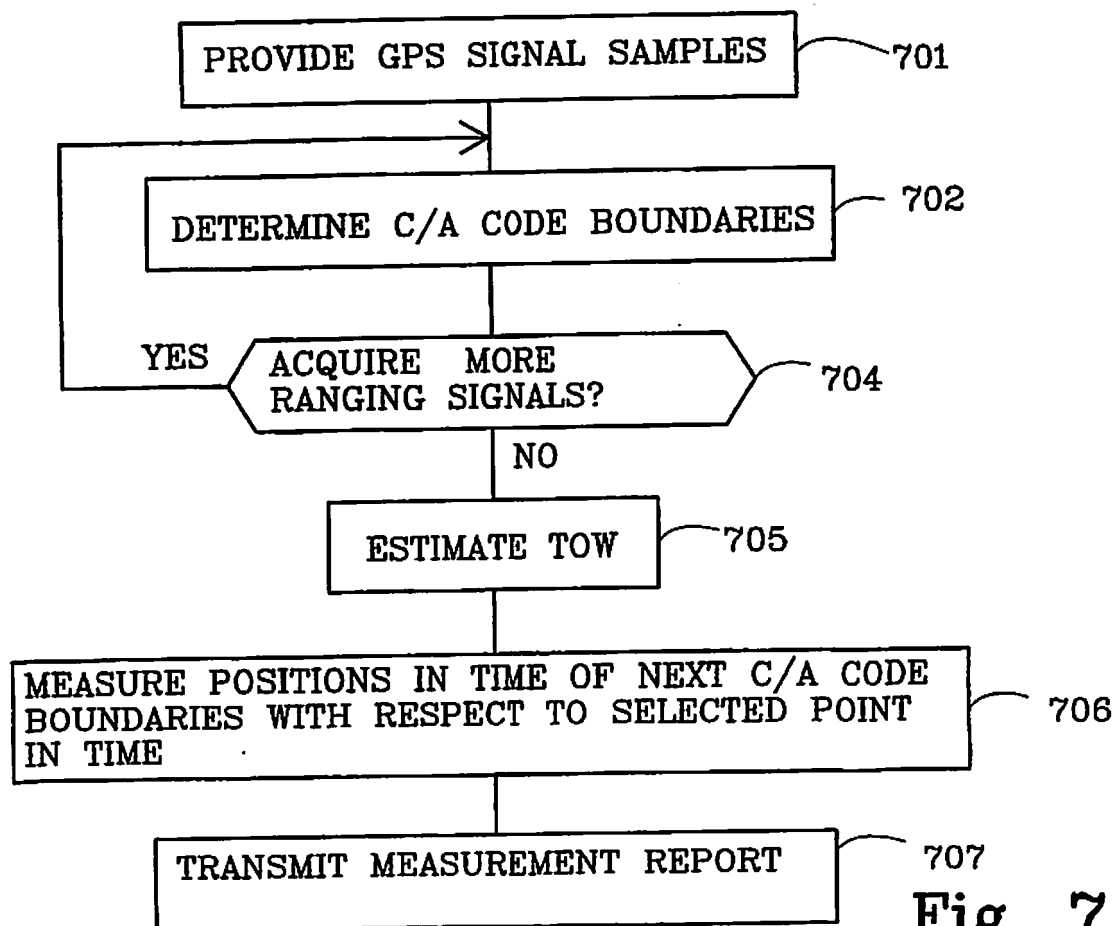 PROVIDE GPS SIGNAL SAMPLES
701
DETERMINE C/A CODE BOUNDARIES
702
YES
ACQUIRE MORE
RANGING SIGNALS?
704
NO
ESTIMATE TOW
705
MEASURE POSITIONS IN TIME OF NEXT C/A CODE
BOUNDARIES WITH RESPECT TO SELECTED POINT
IN TIME
706
TRANSMIT MEASUREMENT REPORT
707
Fig. 7